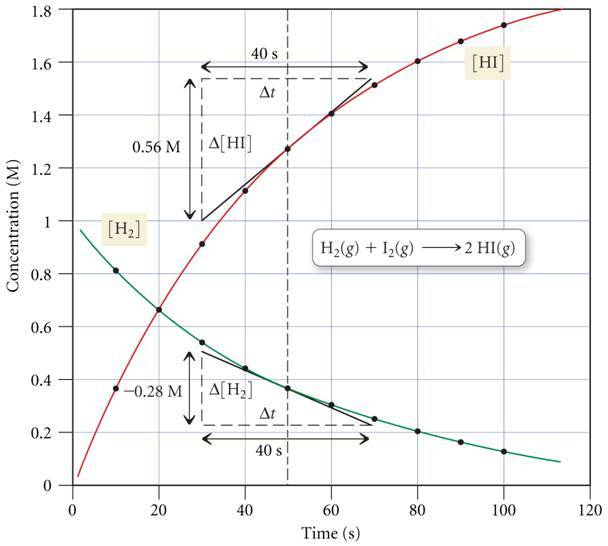 1.8
1.6
1.4
1.2
1
0.8
0.6
0.4
0.2
0
Concentration (M)
40 s
Δt
0.56 M
Δ[HI]
[HI]
[H₂]
H₂(g) + I₂(g) ⟶ 2 HI(g)
−0.28 M
Δ[H₂]
Δt
40 s
0 20 40 60 80 100 120
Time (s)